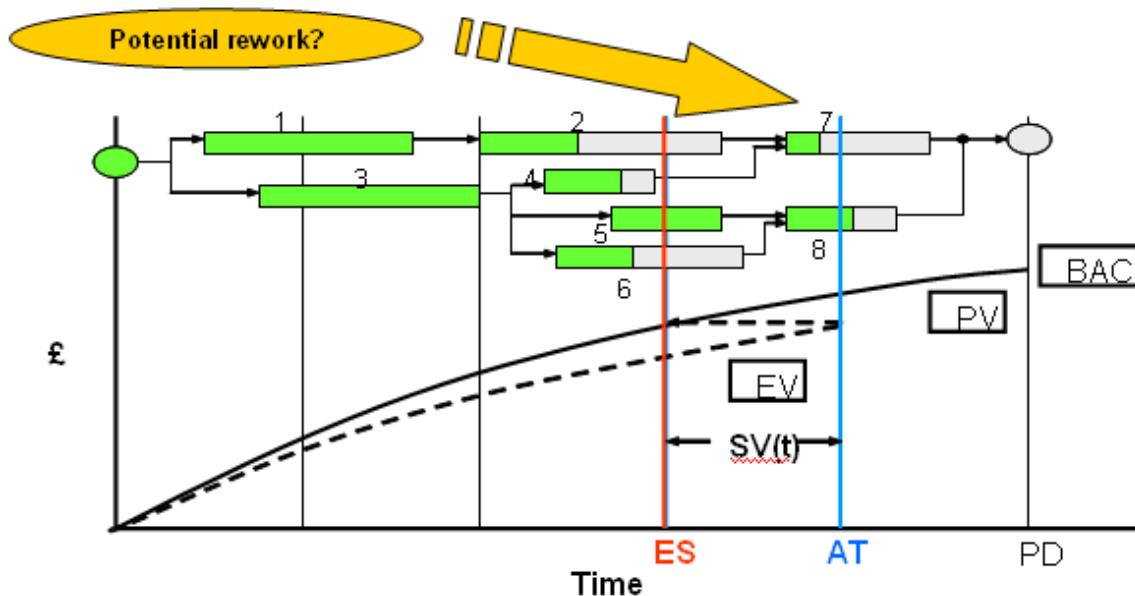 Potential rework?
1
2
7
3
4
5
8
6
BAC
PV
£
EV
SV(t)
ES
AT
PD
Time